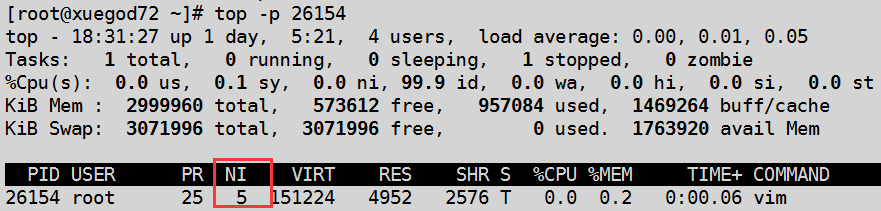 [root@xuegod72 ~]# top -p 26154
top - 18:31:27 up 1 day,  5:21,  4 users,  load average: 0.00, 0.01, 0.05
Tasks:   1 total,   0 running,   0 sleeping,   1 stopped,   0 zombie
%Cpu(s):  0.0 us,  0.1 sy,  0.0 ni, 99.9 id,  0.0 wa,  0.0 hi,  0.0 si,  0.0 st
KiB Mem :  2999960 total,   573612 free,   957084 used,  1469264 buff/cache
KiB Swap:  3071996 total,  3071996 free,        0 used.  1763920 avail Mem
PID USER      PR  NI    VIRT    RES    SHR S  %CPU %MEM     TIME+ COMMAND
26154 root      25   5  151224   4952   2576 T   0.0  0.2   0:00.06 vim